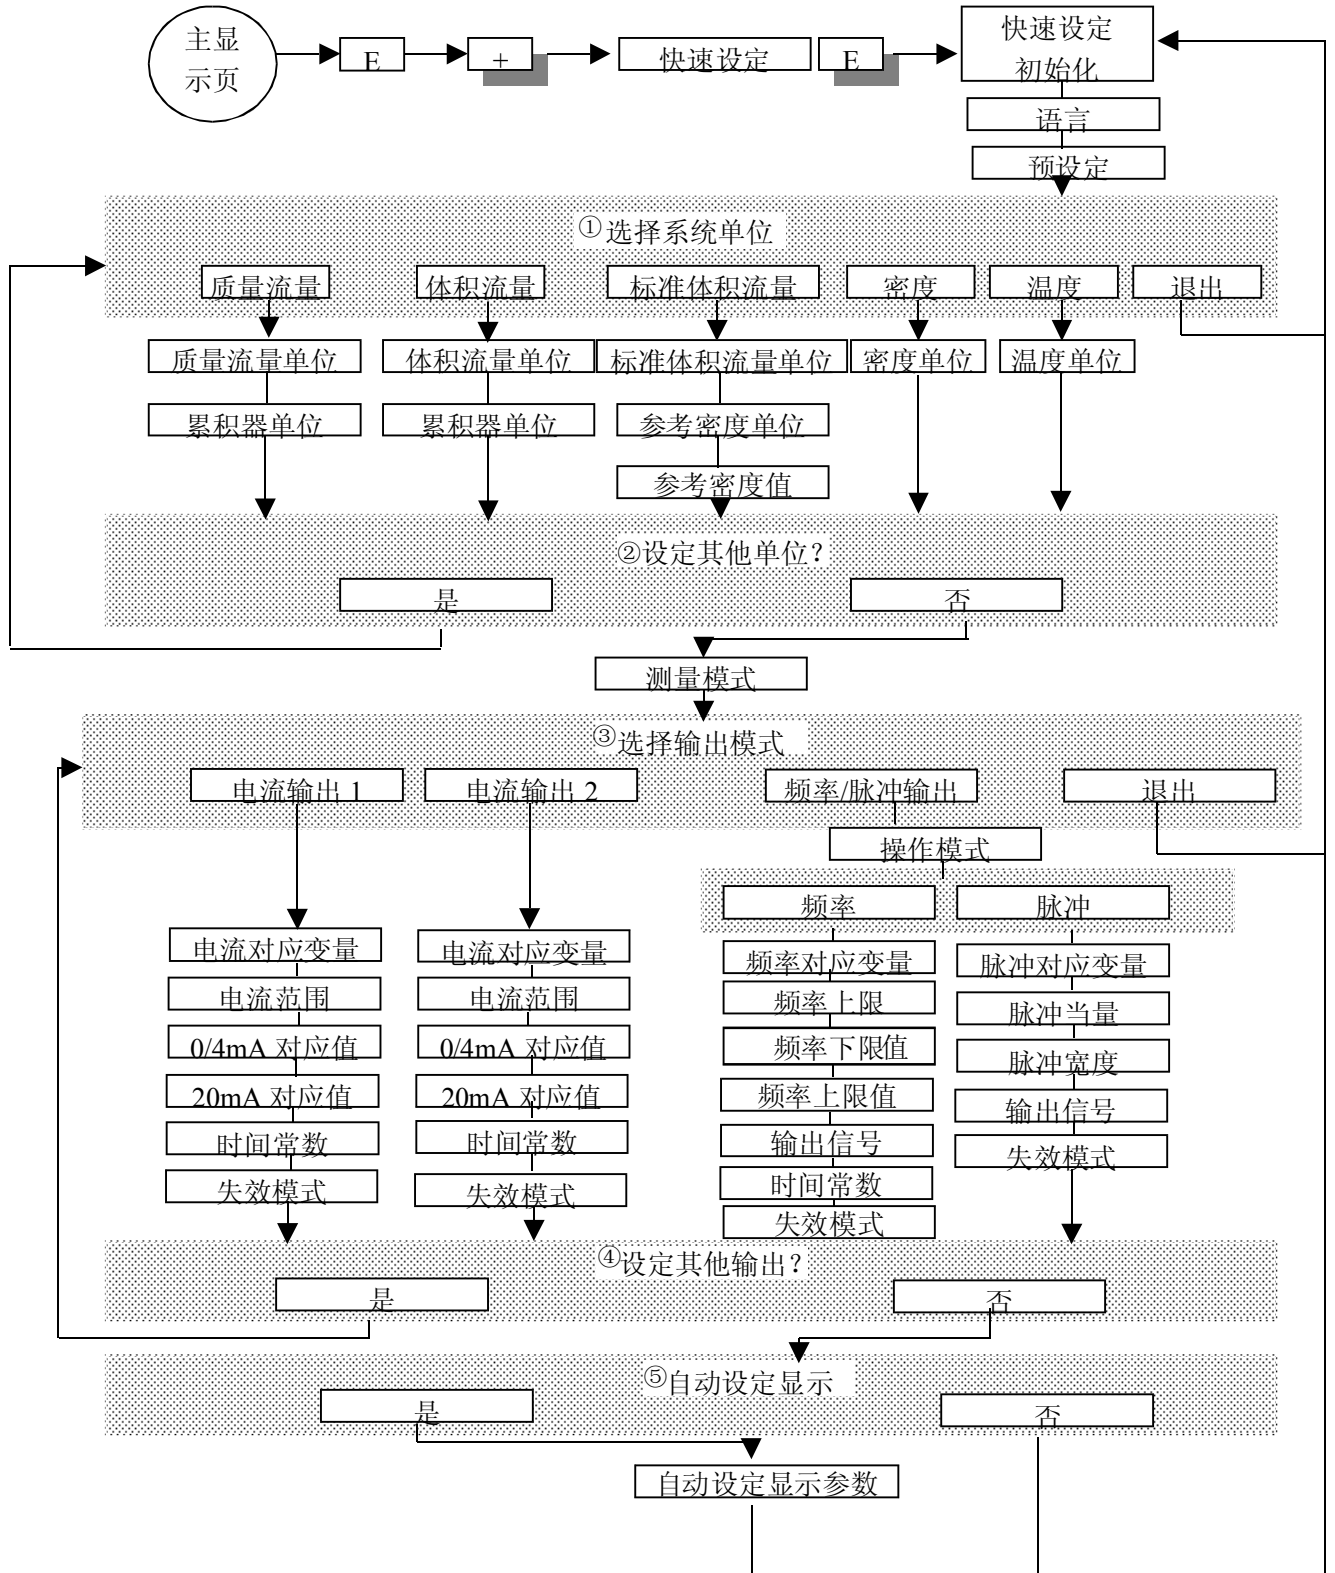 主显
示页
E
+
快速设定
E
快速设定
初始化
语言
预设定
①选择系统单位
质量流量
体积流量
标准体积流量
密度
温度
退出
质量流量单位
体积流量单位
标准体积流量单位
密度单位
温度单位
累积器单位
累积器单位
参考密度单位
参考密度值
②设定其他单位？
是
否
测量模式
③选择输出模式
电流输出 1
电流输出 2
频率/脉冲输出
退出
操作模式
频率
脉冲
电流对应变量
电流范围
0/4mA 对应值
20mA 对应值
时间常数
失效模式
电流对应变量
电流范围
0/4mA 对应值
20mA 对应值
时间常数
失效模式
频率对应变量
频率上限
频率下限值
频率上限值
输出信号
时间常数
失效模式
脉冲对应变量
脉冲当量
脉冲宽度
输出信号
失效模式
④设定其他输出？
是
否
⑤自动设定显示
是
否
自动设定显示参数